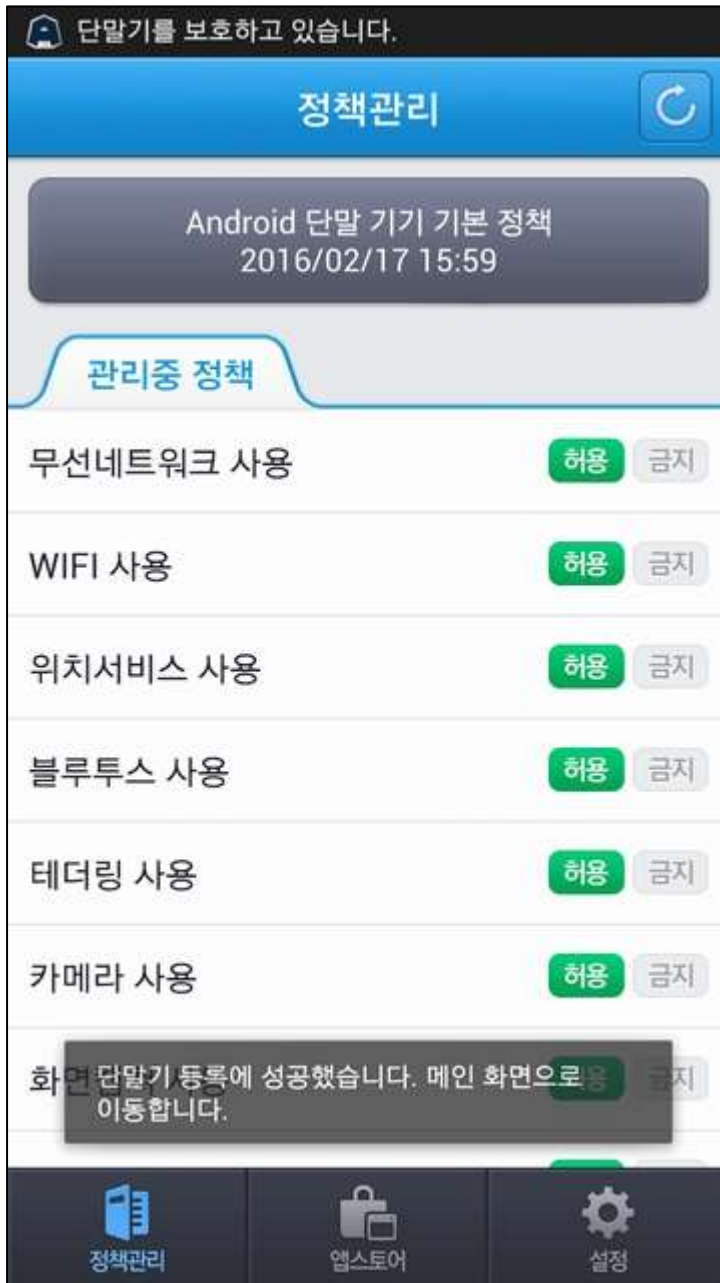 단말기를 보호하고 있습니다.
정책관리
Android 단말 기기 기본 정책
2016/02/17 15:59
관리중 정책
무선네트워크 사용 허용 금지
WIFI 사용 허용 금지
위치서비스 사용 허용 금지
블루투스 사용 허용 금지
테더링 사용 허용 금지
카메라 사용 허용 금지
단말기 등록에 성공했습니다. 메인 화면으로
이동합니다.
정책관리 앱스토어 설정